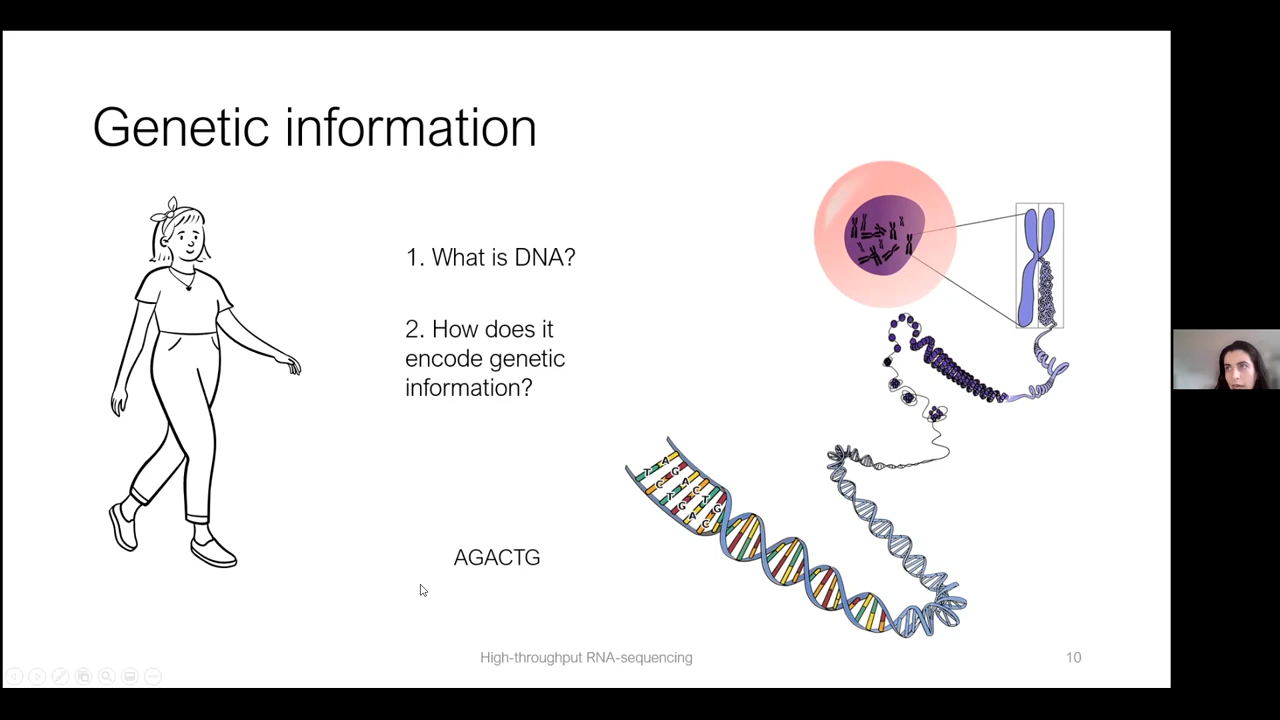 Genetic information
1. What is DNA?
2. How does it
encode genetic
information?
T A
C G
T A
G C
A T
C G
AGACTG
High-throughput RNA-sequencing
10